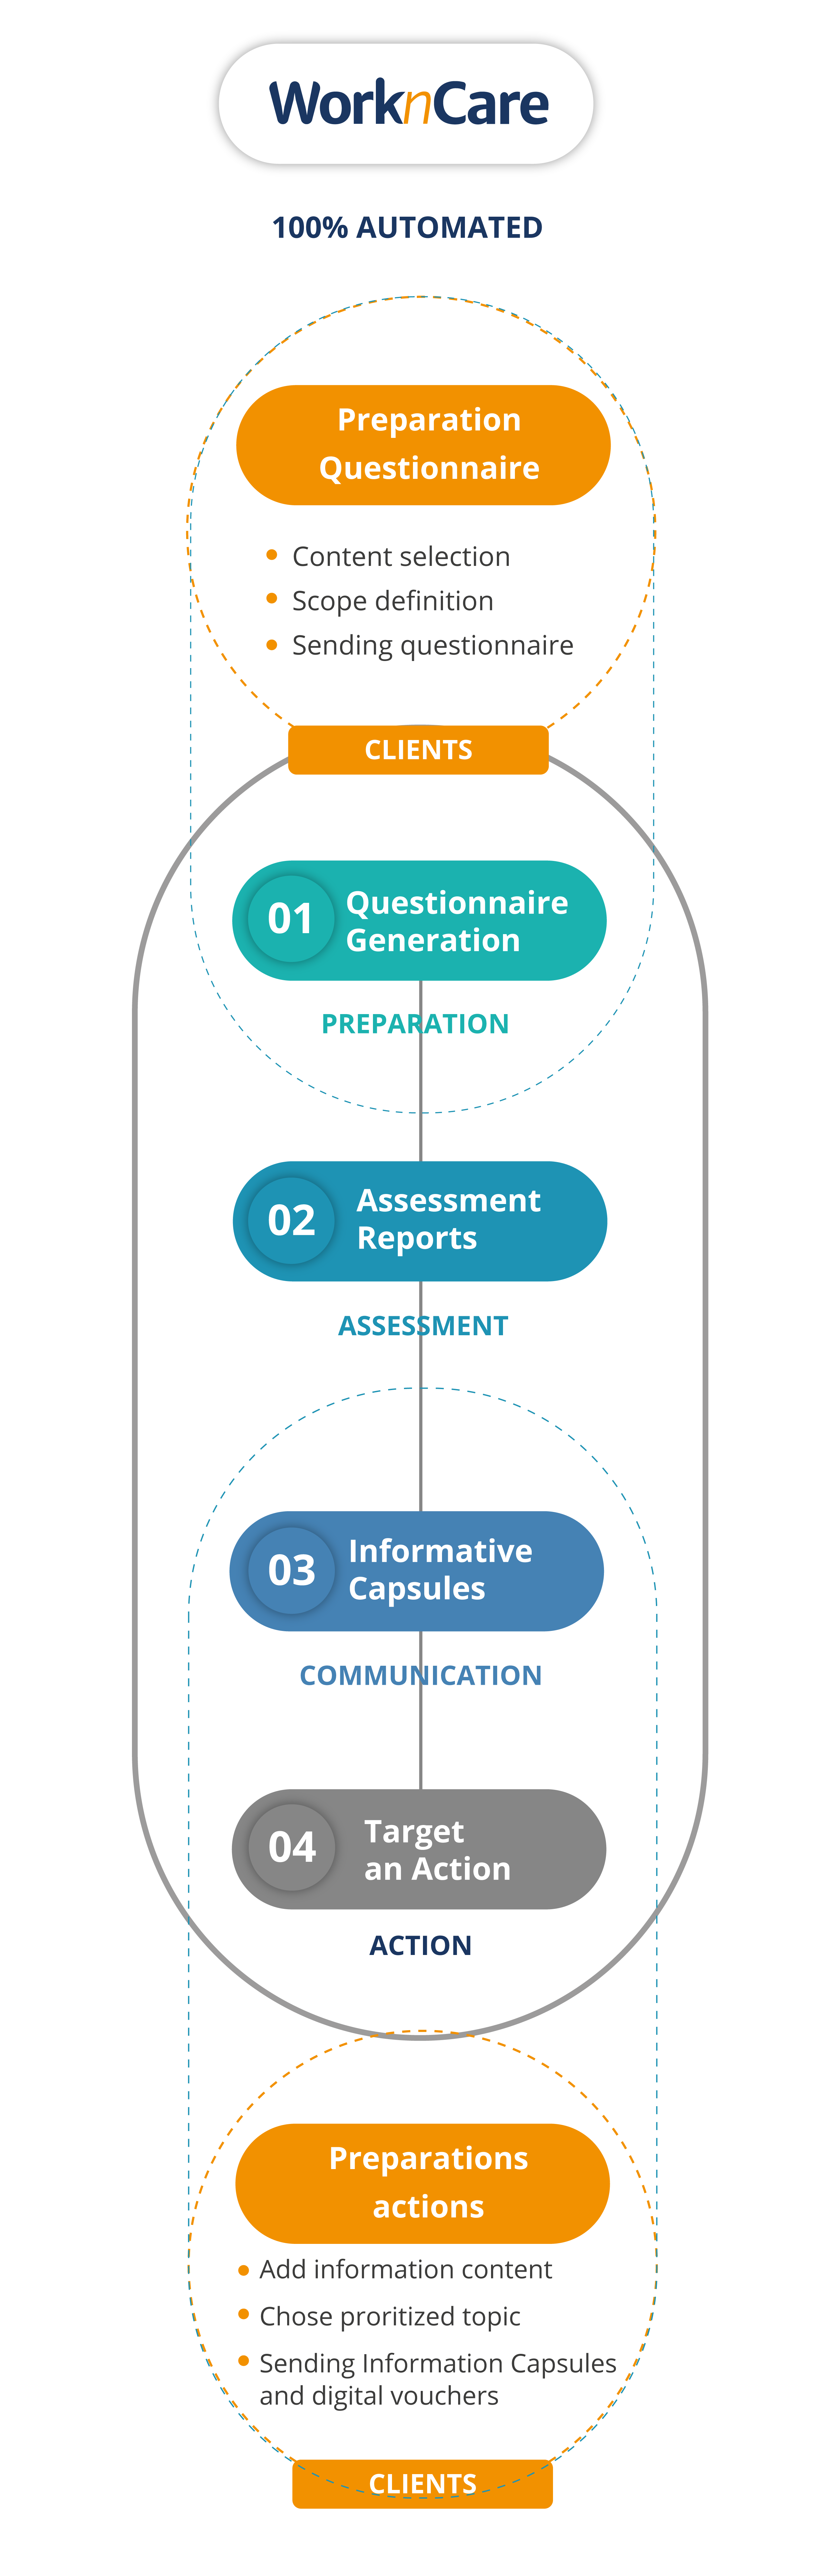 WorknCare
100% AUTOMATED
Preparation
Questionnaire
Content selection
Scope definition
Sending questionnaire
CLIENTS
01
Questionnaire
Generation
PREPARATION
02
Assessment
Reports
ASSESSMENT
03
Informative
Capsules
COMMUNICATION
04
Target
an Action
ACTION
Preparations
actions
Add information content
Chose proritized topic
Sending Information Capsules
and digital vouchers
CLIENTS